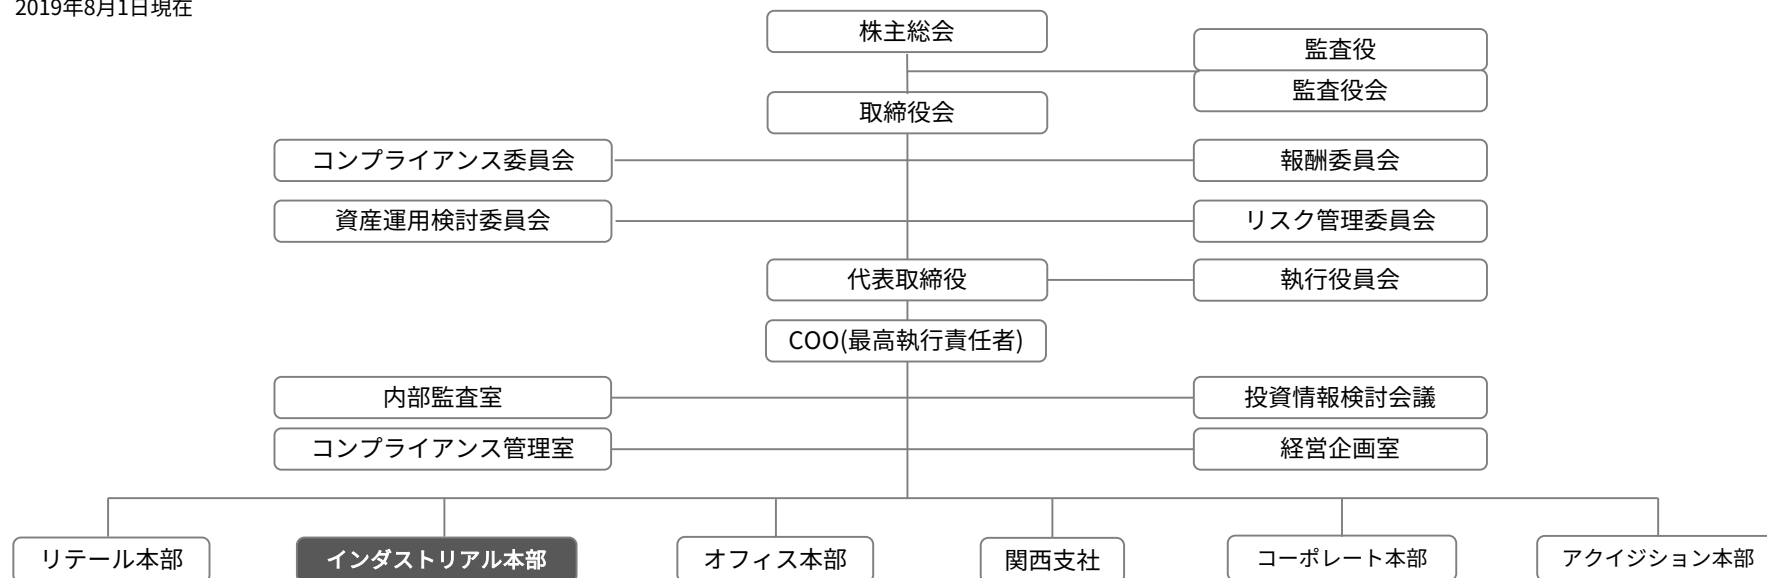 2019年8月1日現在
株主総会
監査役
監査役会
取締役会
コンプライアンス委員会
報酬委員会
資産運用検討委員会
リスク管理委員会
代表取締役
執行役員会
COO(最高執行責任者)
内部監査室
投資情報検討会議
コンプライアンス管理室
経営企画室
リテール本部
インダストリアル本部
オフィス本部
関西支社
コーポレート本部
アクイジション本部